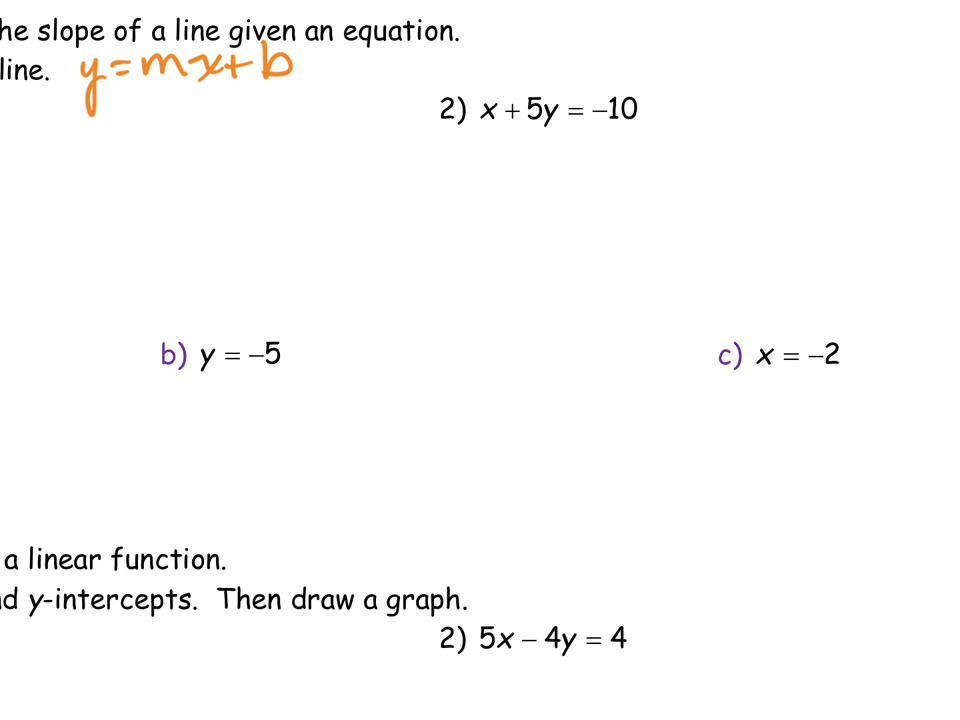 he slope of a line given an equation.
line. y = mx + b
2) x + 5y = −10
b) y = −5
c) x = −2
a linear function.
nd y-intercepts. Then draw a graph.
2) 5x − 4y = 4